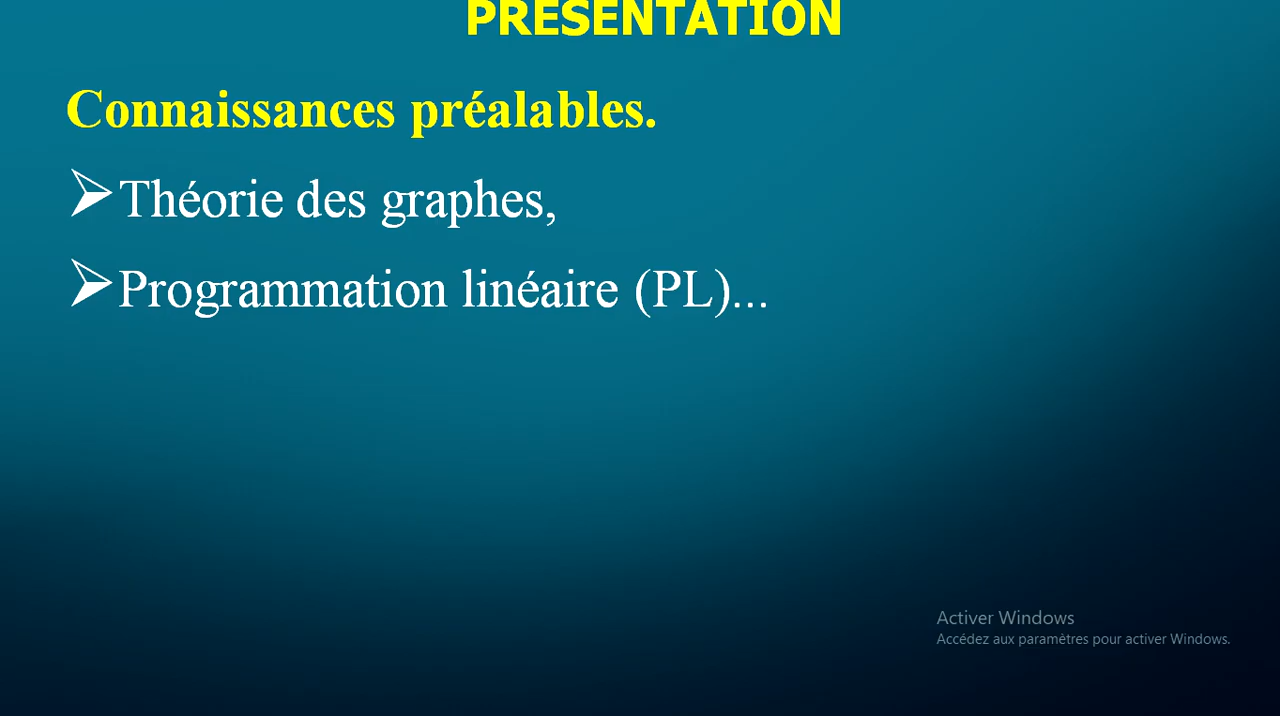 PRESENTATION
Connaissances préalables.
Théorie des graphes,
Programmation linéaire (PL)...
Activer Windows
Accédez aux paramètres pour activer Windows.